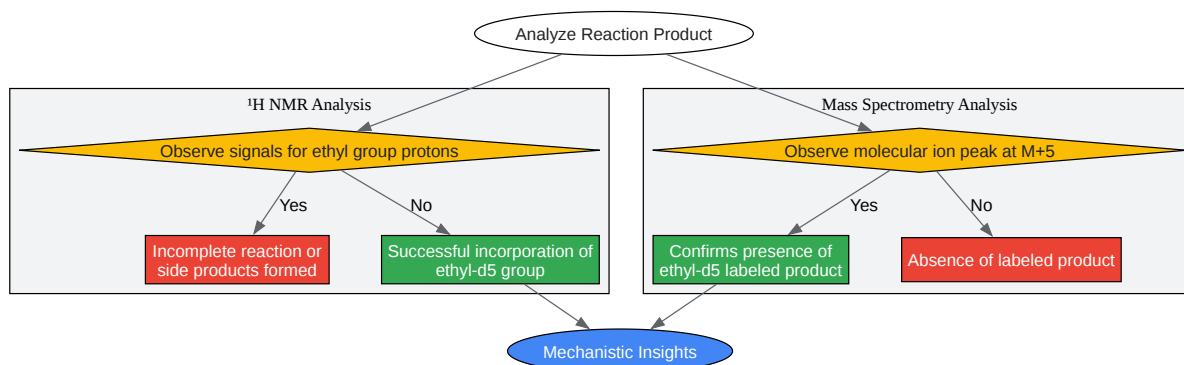 Analyze Reaction Product
¹H NMR Analysis
Mass Spectrometry Analysis
Observe signals for ethyl group protons
Observe molecular ion peak at M+5
Yes
No
Yes
No
Incomplete reaction or
side products formed
Successful incorporation of
ethyl-d5 group
Confirms presence of
ethyl-d5 labeled product
Absence of labeled product
Mechanistic Insights